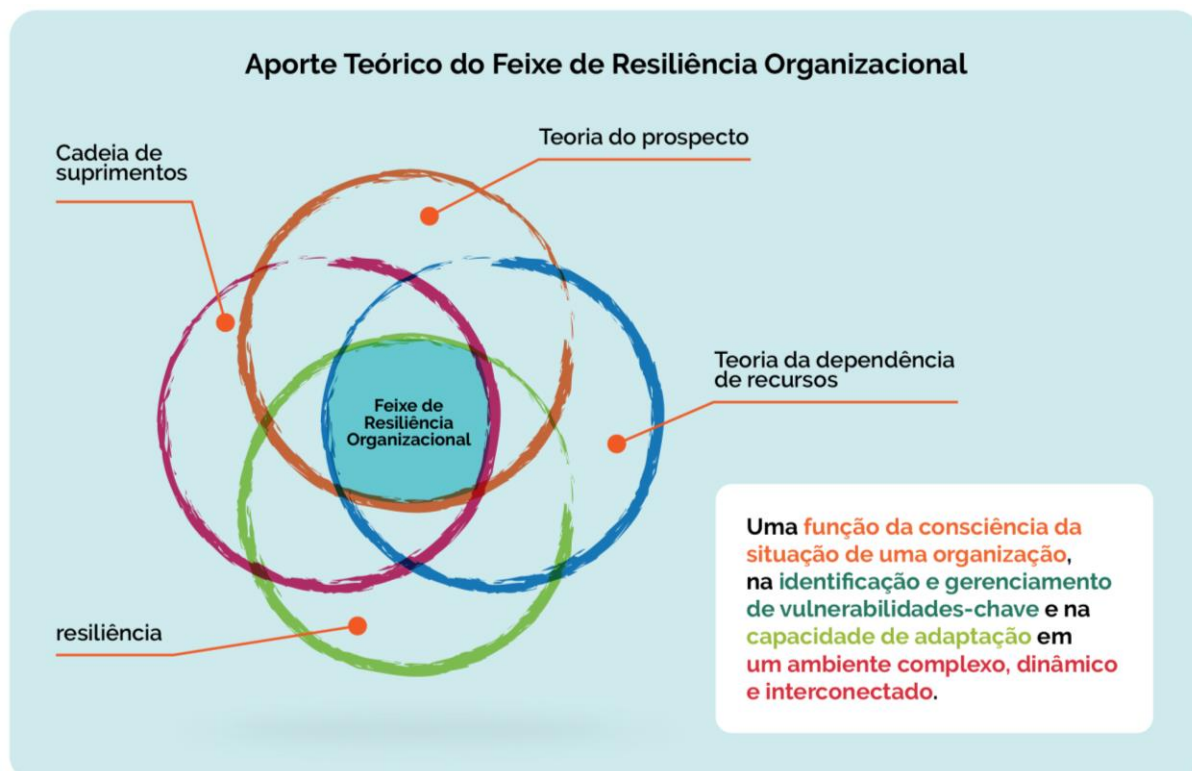 Aporte Teórico do Feixe de Resiliência Organizacional
Teoria do prospecto
Cadeia de
suprimentos
Teoria da dependência
de recursos
Feixe de
Resiliência
Organizacional
resiliência
Uma função da consciência da
situação de uma organização,
na identificação e gerenciamento
de vulnerabilidades-chave e na
capacidade de adaptação em
um ambiente complexo, dinâmico
e interconectado.